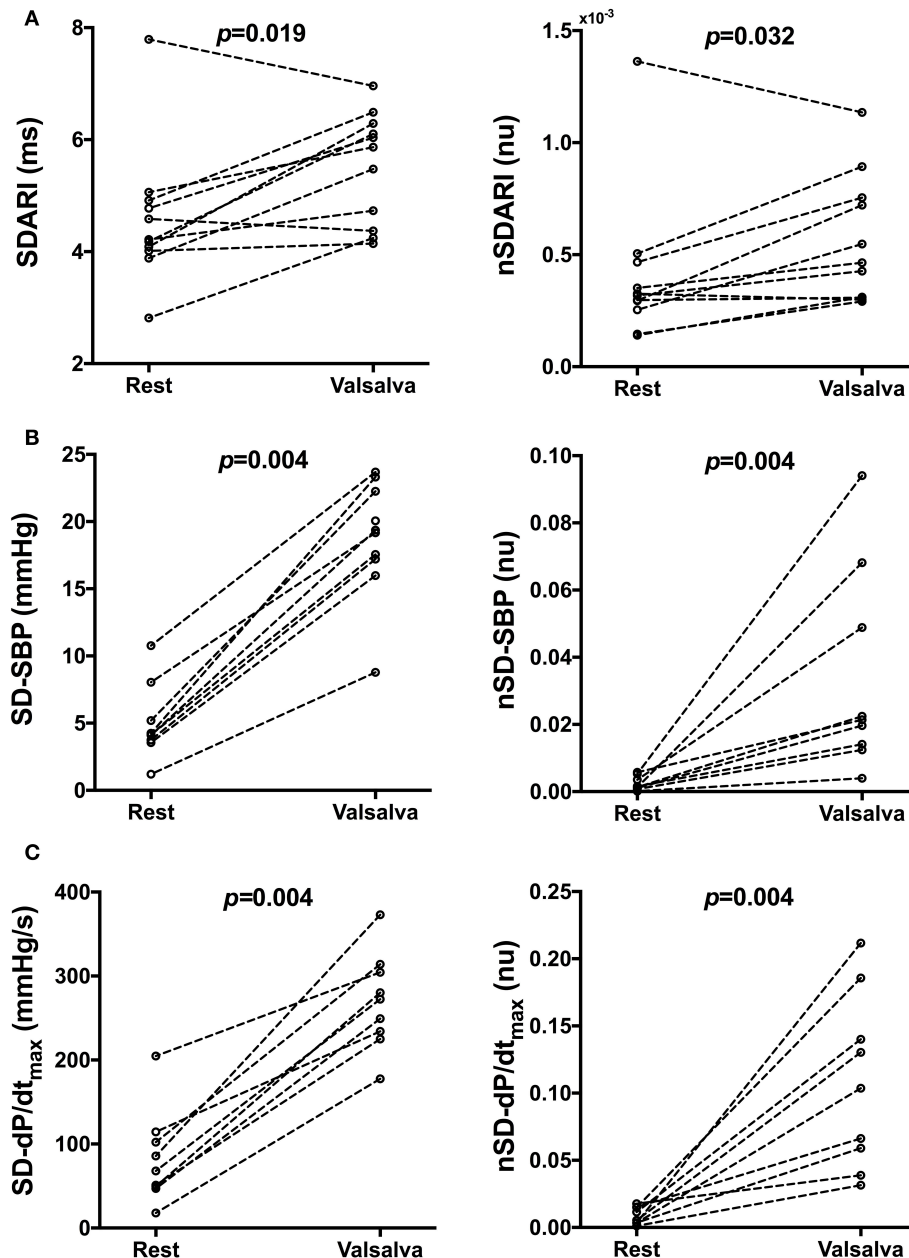 A
p=0.019
SDARI (ms)
8
6
4
2
Rest Valsalva
x10-3
p=0.032
nSDARI (nu)
1.5
1.0
0.5
0.0
Rest Valsalva
B
p=0.004
SD-SBP (mmHg)
25
20
15
10
5
0
Rest Valsalva
p=0.004
nSD-SBP (nu)
0.10
0.08
0.06
0.04
0.02
0.00
Rest Valsalva
C
p=0.004
SD-dP/dtmax (mmHg/s)
400
300
200
100
0
Rest Valsalva
p=0.004
nSD-dP/dtmax (nu)
0.25
0.20
0.15
0.10
0.05
0.00
Rest Valsalva